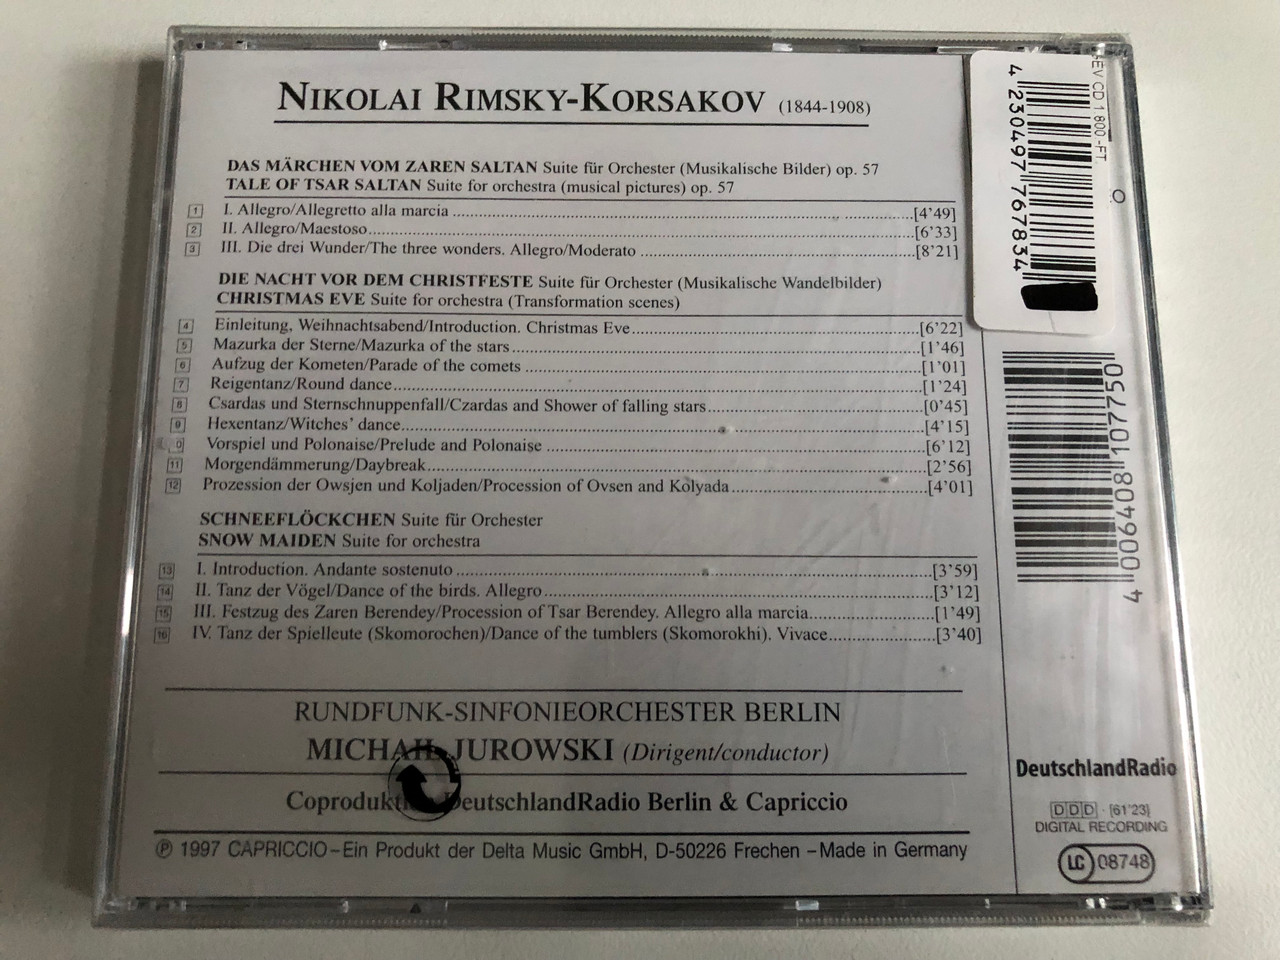 NIKOLAI RIMSKY-KORSAKOV (1844-1908)
DAS MÄRCHEN VOM ZAREN SALTAN Suite für Orchester (Musikalische Bilder) op. 57
TALE OF TSAR SALTAN Suite for orchestra (musical pictures) op. 57
1 I. Allegro/Allegretto alla marcia [4'49]
2 II. Allegro/Maestoso [6'33]
3 III. Die drei Wunder/The three wonders. Allegro/Moderato [8'21]
DIE NACHT VOR DEM CHRISTFESTE Suite für Orchester (Musikalische Wandelbilder)
CHRISTMAS EVE Suite for orchestra (Transformation scenes)
4 Einleitung, Weihnachtsabend/Introduction. Christmas Eve [6'22]
5 Mazurka der Sterne/Mazurka of the stars [1'46]
6 Aufzug der Kometen/Parade of the comets [1'01]
7 Reigentanz/Round dance [1'24]
8 Csardas und Sternschnuppenfall/Czardas and Shower of falling stars [0'45]
9 Hexentanz/Witches' dance [4'15]
Vorspiel und Polonaise/Prelude and Polonaise [6'12]
11 Morgendämmerung/Daybreak [2'56]
12 Prozession der Owsjen und Koljaden/Procession of Ovsen and Kolyada [4'01]
SCHNEEFLÖCKCHEN Suite für Orchester
SNOW MAIDEN Suite for orchestra
13 I. Introduction. Andante sostenuto [3'59]
14 II. Tanz der Vögel/Dance of the birds. Allegro [3'12]
15 III. Festzug des Zaren Berendey/Procession of Tsar Berendey. Allegro alla marcia [1'49]
16 IV. Tanz der Spielleute (Skomorochen)/Dance of the tumblers (Skomorokhi). Vivace [3'40]
RUNDFUNK-SINFONIEORCHESTER BERLIN
MICHAIL JUROWSKI (Dirigent/conductor)
Coproduktion DeutschlandRadio Berlin & Capriccio
℗ 1997 CAPRICCIO – Ein Produkt der Delta Music GmbH, D-50226 Frechen – Made in Germany
EV CD 1 800 -FT
4 230497 767834
4 006408 107750
DeutschlandRadio
DDD · [61'23]
DIGITAL RECORDING
LC 08748